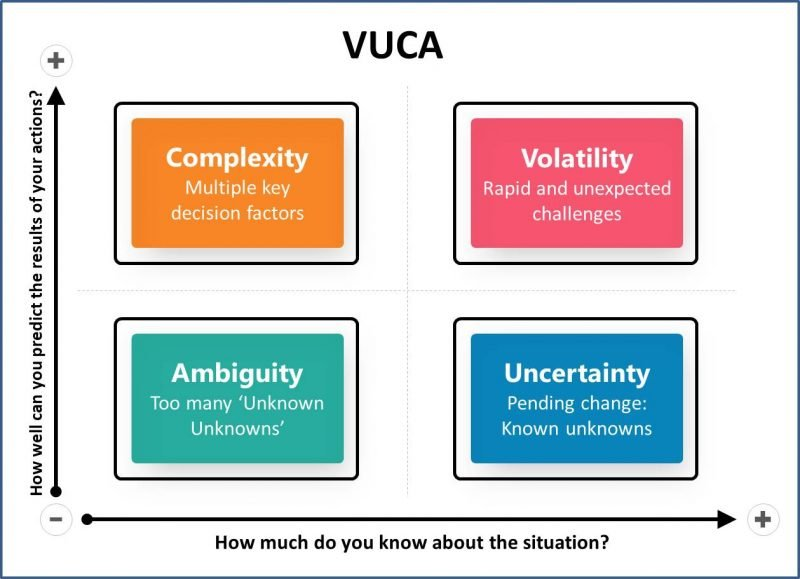 VUCA
How well can you predict the results of your actions?
Complexity
Multiple key
decision factors
Volatility
Rapid and unexpected
challenges
Ambiguity
Too many ‘Unknown
Unknowns’
Uncertainty
Pending change:
Known unknowns
How much do you know about the situation?